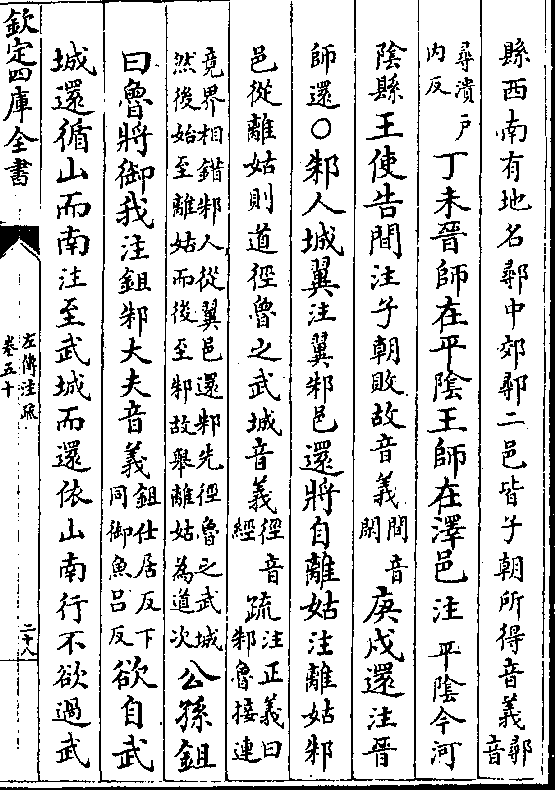 縣西南有地名鄩中郊鄩二邑皆子朝所得音義鄩音
尋潰戶內反丁未晉師在平陰王師在澤邑注平陰今河
陰縣王使告間注子朝敗故音義間音閑庚戌還注晉
師還○邾人城翼注翼邾邑還將自離姑注離姑邾
邑從離姑則道徑魯之武城音義徑音經疏注正義曰邾魯接連
竟界相錯邾人從翼邑還邾先徑魯之武城然後始至離姑而後至邾故舉離姑為道次公孫鉏
曰魯將御我注鉏邾大夫音義鉏仕居反下同御魚呂反欲自武
城還循山而南注至武城而還依山南行不欲過武
欽定四庫全書
左傳注疏
卷五十
二十八